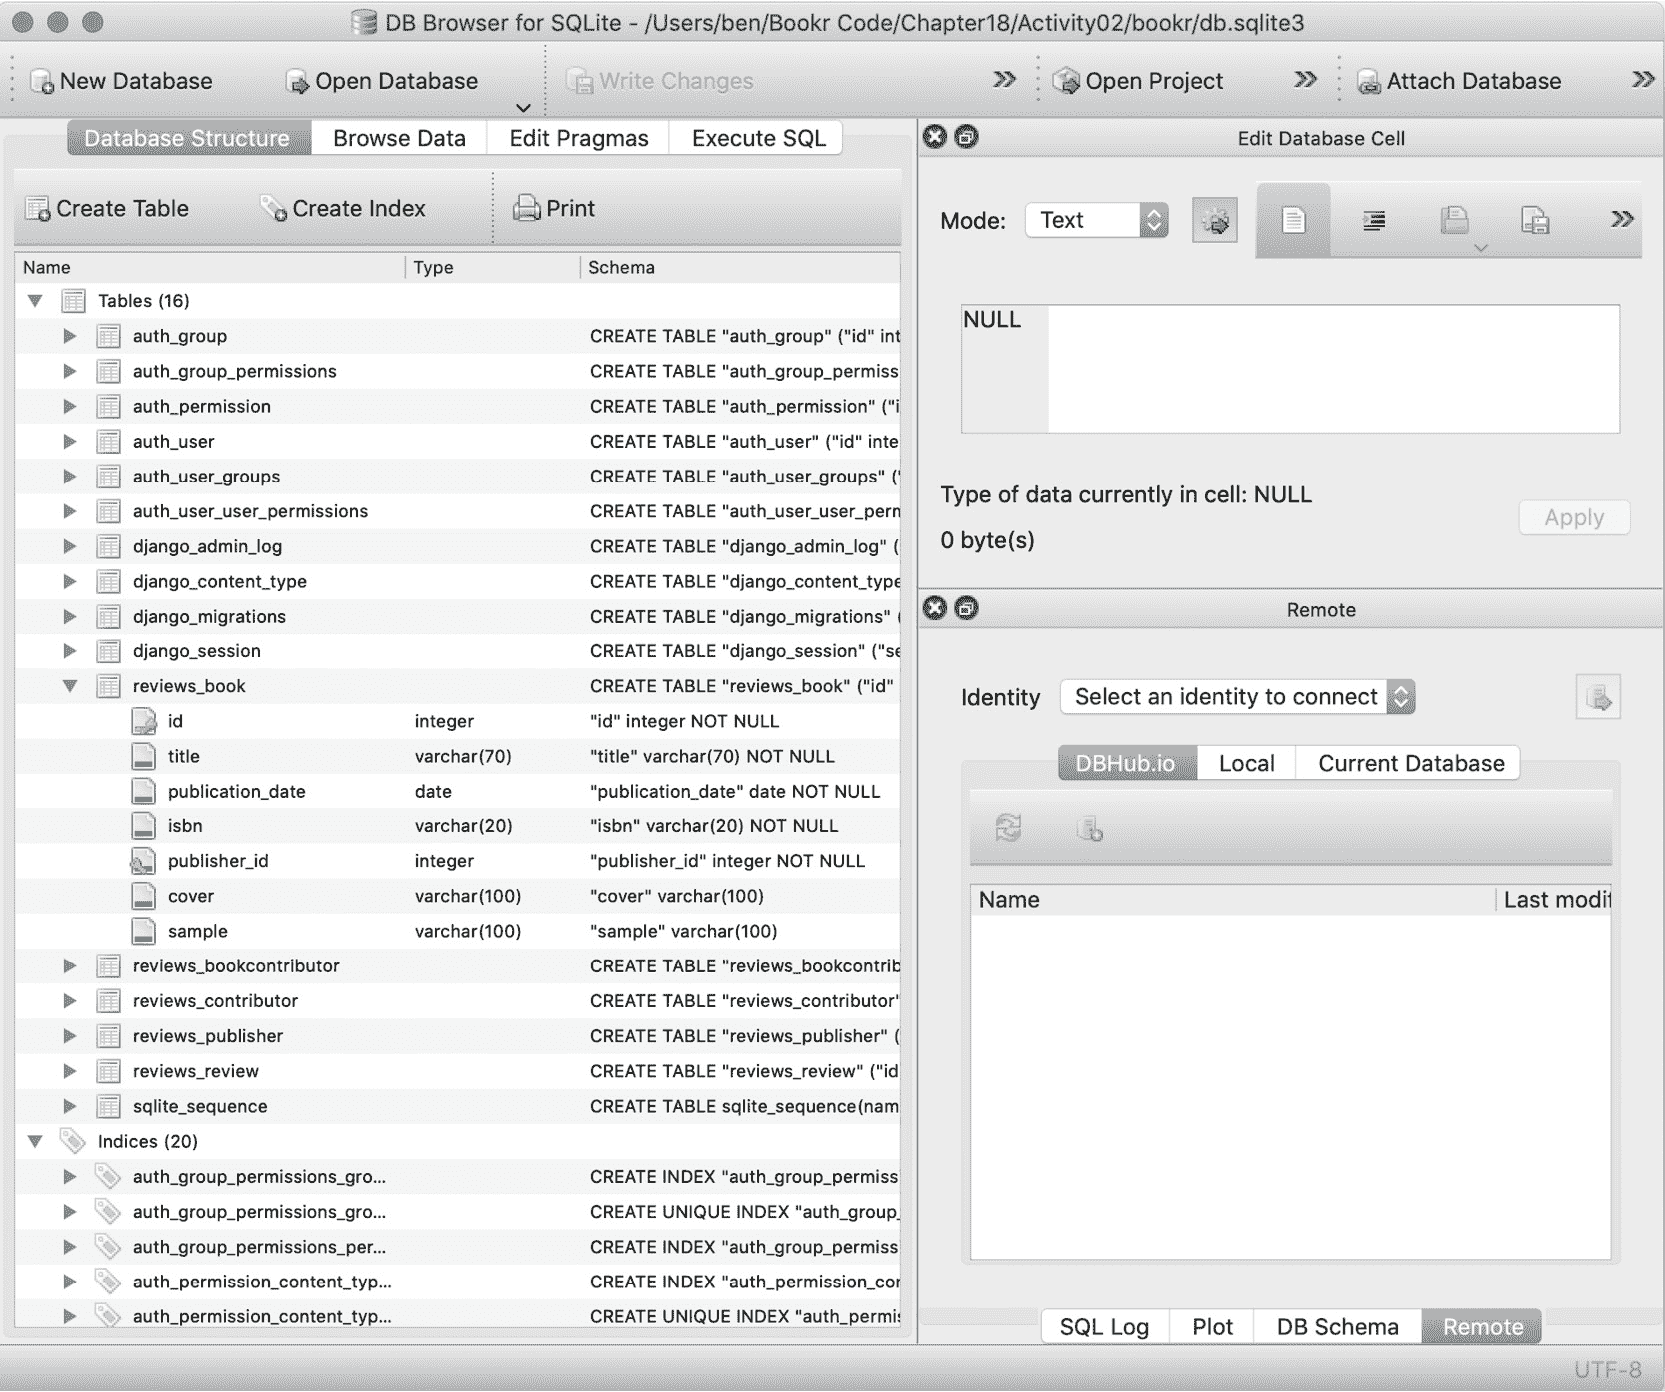 DB Browser for SQLite - /Users/ben/Bookr Code/Chapter18/Activity02/bookr/db.sqlite3
New Database Open Database Write Changes Open Project Attach Database
Database Structure Browse Data Edit Pragmas Execute SQL
Create Table Create Index Print
Name Type Schema
Tables (16)
auth_group CREATE TABLE "auth_group" ("id" int
auth_group_permissions CREATE TABLE "auth_group_permiss
auth_permission CREATE TABLE "auth_permission" ("i
auth_user CREATE TABLE "auth_user" ("id" inte
auth_user_groups CREATE TABLE "auth_user_groups" ("
auth_user_user_permissions CREATE TABLE "auth_user_user_perm
django_admin_log CREATE TABLE "django_admin_log" (
django_content_type CREATE TABLE "django_content_type
django_migrations CREATE TABLE "django_migrations" (
django_session CREATE TABLE "django_session" ("se
reviews_book CREATE TABLE "reviews_book" ("id"
id integer "id" integer NOT NULL
title varchar(70) "title" varchar(70) NOT NULL
publication_date date "publication_date" date NOT NULL
isbn varchar(20) "isbn" varchar(20) NOT NULL
publisher_id integer "publisher_id" integer NOT NULL
cover varchar(100) "cover" varchar(100)
sample varchar(100) "sample" varchar(100)
reviews_bookcontributor CREATE TABLE "reviews_bookcontrib
reviews_contributor CREATE TABLE "reviews_contributor"
reviews_publisher CREATE TABLE "reviews_publisher" (
reviews_review CREATE TABLE "reviews_review" ("id
sqlite_sequence CREATE TABLE sqlite_sequence(nam
Indices (20)
auth_group_permissions_gro... CREATE INDEX "auth_group_permiss
auth_group_permissions_gro... CREATE UNIQUE INDEX "auth_group_
auth_group_permissions_per... CREATE INDEX "auth_group_permiss
auth_permission_content_typ... CREATE INDEX "auth_permission_cor
auth_permission_content_typ... CREATE UNIQUE INDEX "auth_permis
Edit Database Cell
Mode: Text
NULL
Type of data currently in cell: NULL
Apply
0 byte(s)
Remote
Identity Select an identity to connect
DBHub.io Local Current Database
Name Last modif
SQL Log Plot DB Schema Remote
UTF-8